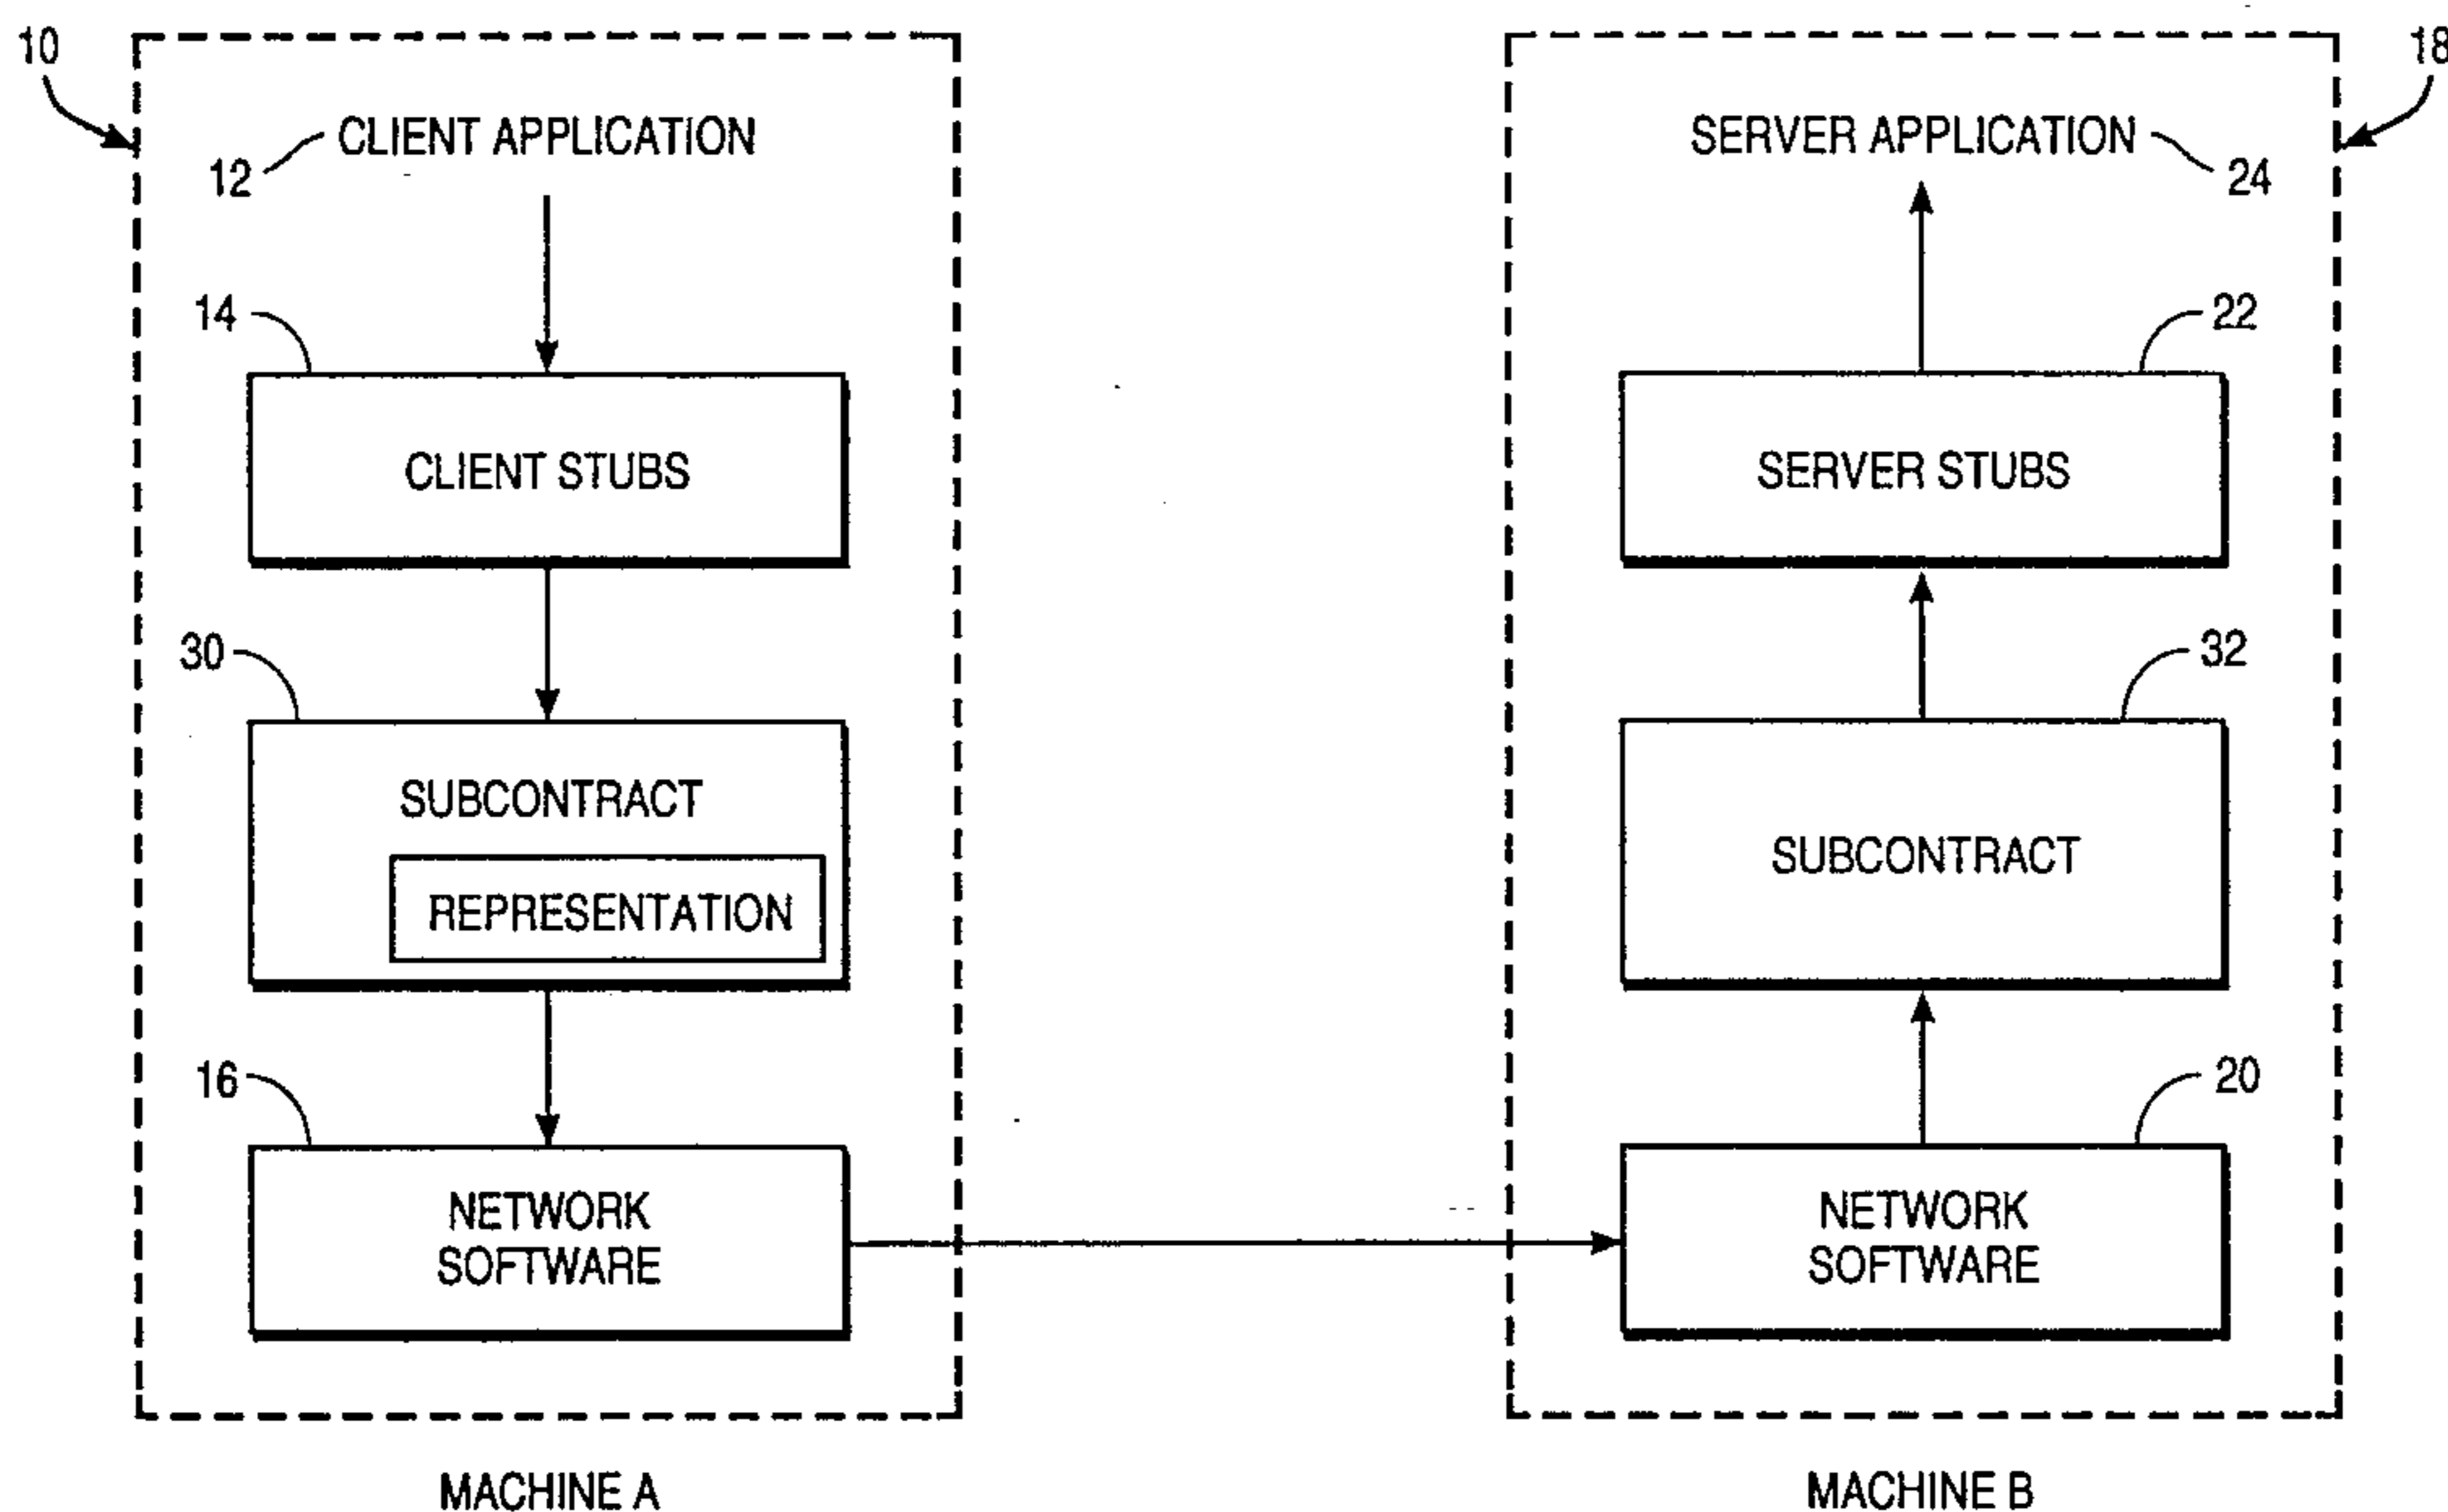 10
12
CLIENT APPLICATION
14
CLIENT STUBS
30
SUBCONTRACT
REPRESENTATION
16
NETWORK
SOFTWARE
MACHINE A
18
SERVER APPLICATION
24
22
SERVER STUBS
32
SUBCONTRACT
20
NETWORK
SOFTWARE
MACHINE B